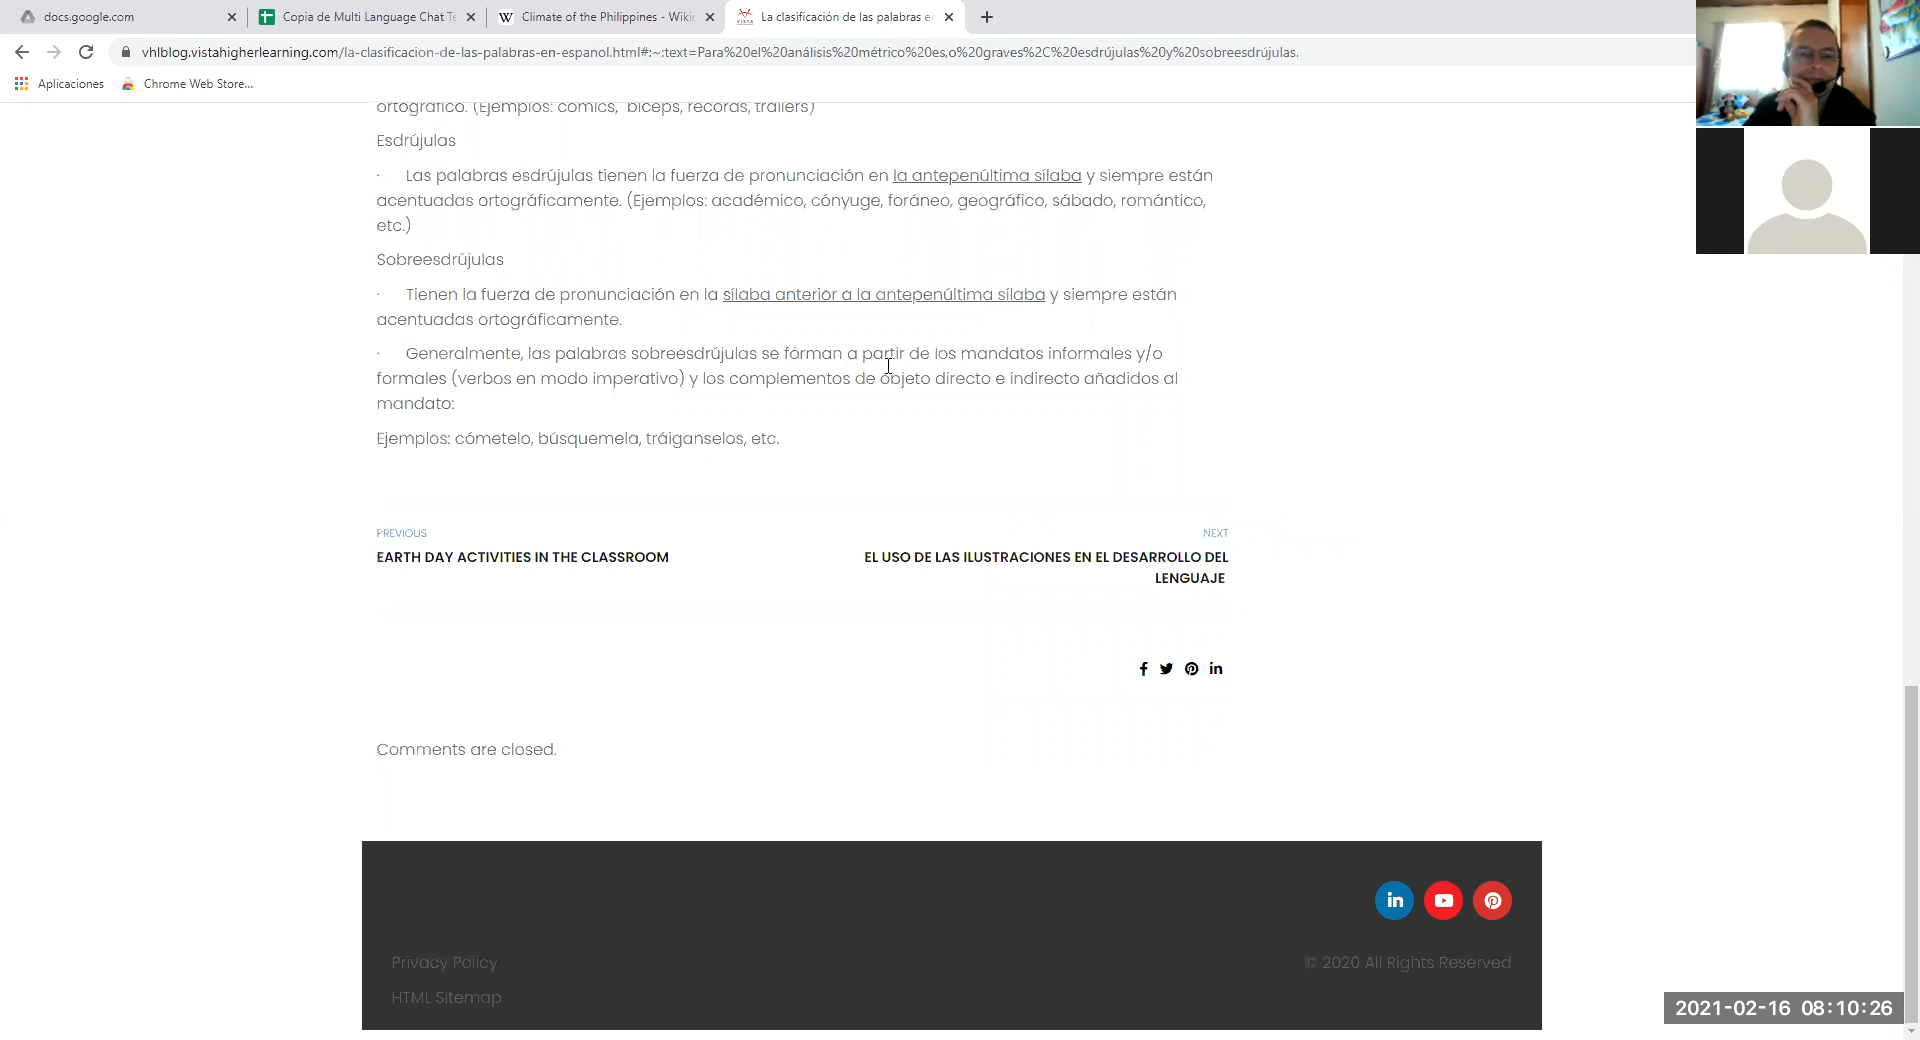 docs.google.com
Copia de Multi Language Chat Te
Climate of the Philippines - Wiki
La clasificación de las palabras e
vhlblog.vistahigherlearning.com/la-clasificacion-de-las-palabras-en-espanol.html#:~:text=Para%20el%20análisis%20métrico%20es,o%20graves%2C%20esdrújulas%20y%20sobreesdrújulas.
Aplicaciones
Chrome Web Store...
ortográfico. (Ejemplos: cómics, bíceps, récords, tráilers)
Esdrújulas
· Las palabras esdrújulas tienen la fuerza de pronunciación en la antepenúltima sílaba y siempre están
acentuadas ortográficamente. (Ejemplos: académico, cónyuge, foráneo, geográfico, sábado, romántico,
etc.)
Sobreesdrújulas
· Tienen la fuerza de pronunciación en la sílaba anterior a la antepenúltima sílaba y siempre están
acentuadas ortográficamente.
· Generalmente, las palabras sobreesdrújulas se fórman a partir de los mandatos informales y/o
formales (verbos en modo imperativo) y los complementos de objeto directo e indirecto añadidos al
mandato:
Ejemplos: cómetelo, búsquemela, tráiganselos, etc.
PREVIOUS
EARTH DAY ACTIVITIES IN THE CLASSROOM
NEXT
EL USO DE LAS ILUSTRACIONES EN EL DESARROLLO DEL
LENGUAJE
Comments are closed.
Privacy Policy
© 2020 All Rights Reserved
HTML Sitemap
2021-02-16 08:10:26